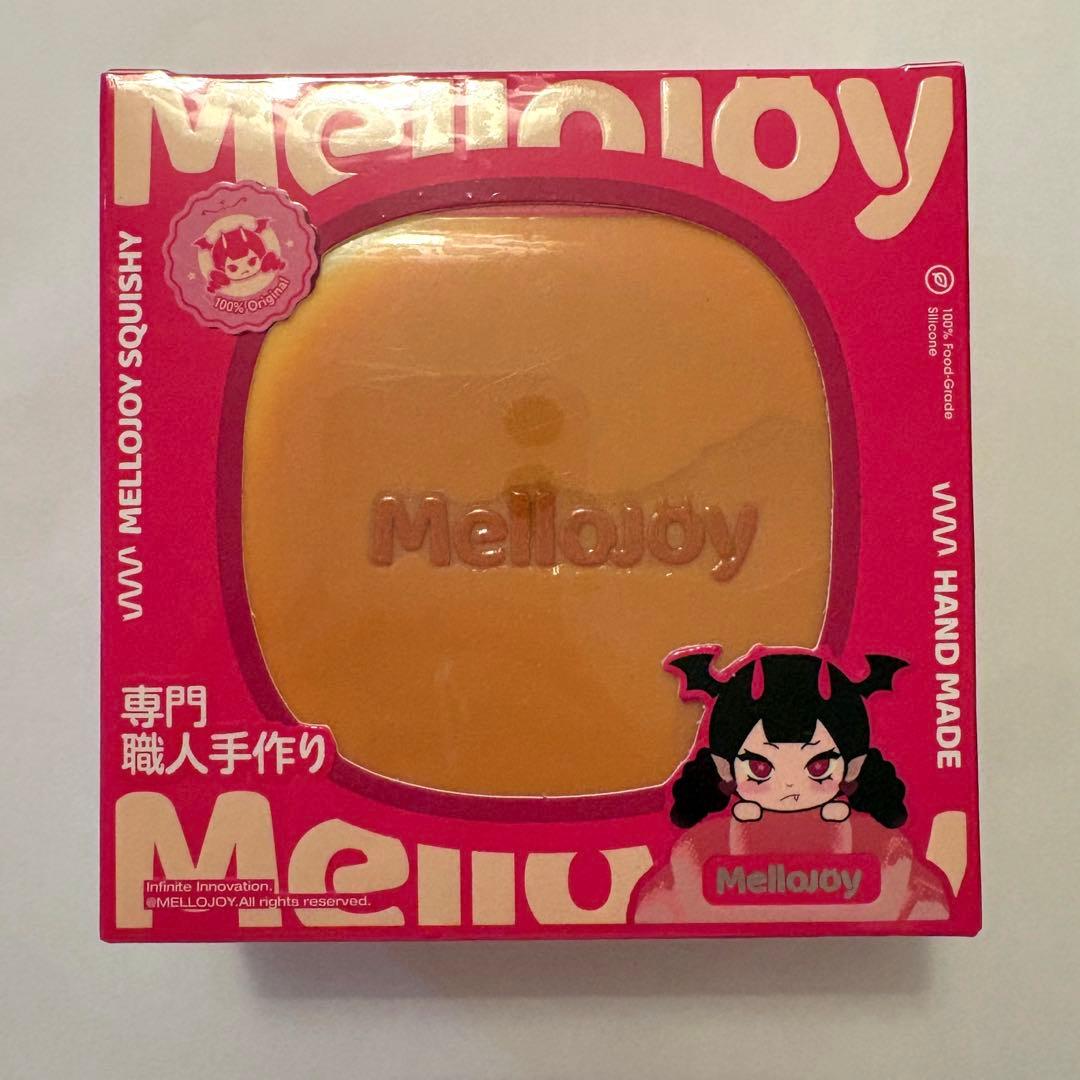 Mellojoy
100% Original
MELLOJOY SQUISHY
100% Food-Grade
Silicone
Mellojoy
HAND MADE
専門
職人手作り
Mello y
Infinite Innovation.
©MELLOJOY.All rights reserved.
Mellojoy